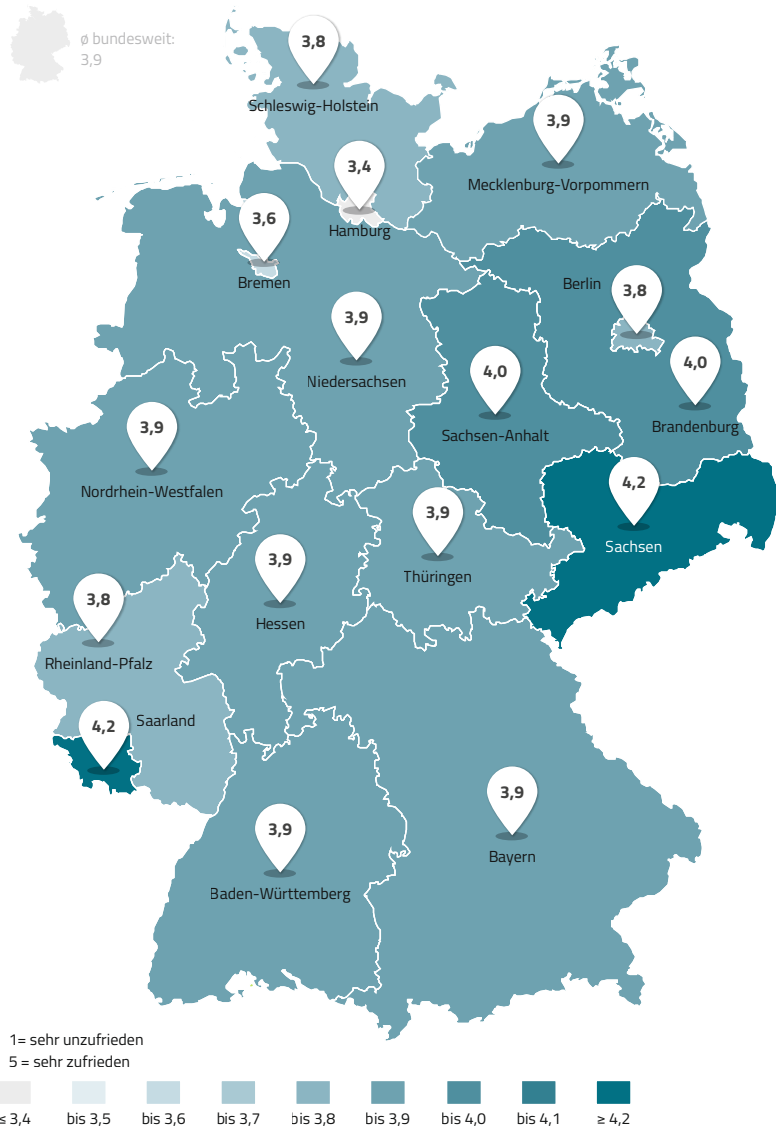 ø bundesweit:
3,9
3,8
Schleswig-Holstein
3,9
Mecklenburg-Vorpommern
3,4
Hamburg
3,6
Bremen
Berlin
3,8
3,9
Niedersachsen
4,0
Sachsen-Anhalt
4,0
Brandenburg
3,9
Nordrhein-Westfalen
4,2
Sachsen
3,9
Thüringen
3,9
Hessen
3,8
Rheinland-Pfalz
Saarland
4,2
3,9
Bayern
3,9
Baden-Württemberg
1= sehr unzufrieden
5 = sehr zufrieden
≤ 3,4 bis 3,5 bis 3,6 bis 3,7 bis 3,8 bis 3,9 bis 4,0 bis 4,1 ≥ 4,2